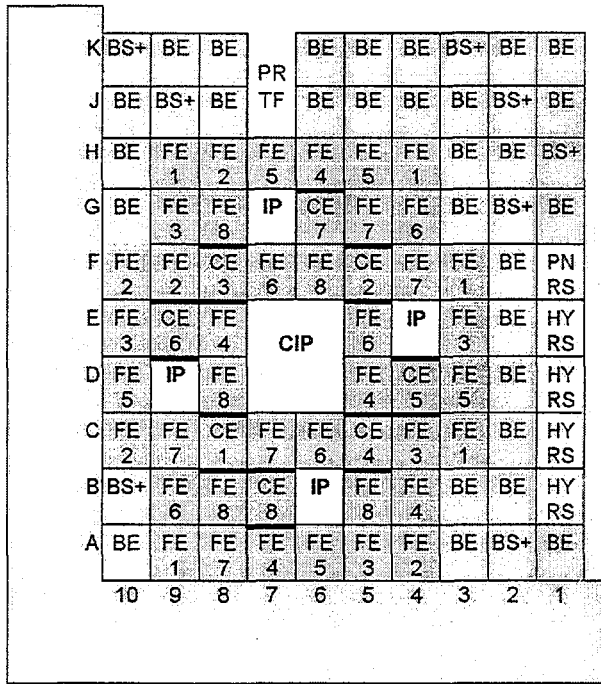 K BS+ BE BE BE BE BE BS+ BE BE
PR
J BE BS+ BE TF BE BE BE BE BS+ BE
H BE FE FE FE FE FE FE BE BE BS+
1 2 5 4 5 1
G BE FE FE IP CE FE FE BE BS+ BE
3 8 7 7 6
F FE FE CE FE FE CE FE FE BE PN
2 2 3 6 8 2 7 1 RS
E FE CE FE CIP FE IP FE BE HY
3 6 4 6 3 RS
D FE IP FE FE CE FE BE HY
5 8 4 5 5 RS
C FE FE CE FE FE CE FE FE BE HY
2 7 1 7 6 4 3 1 RS
B BS+ FE FE CE IP FE FE BE BE HY
6 8 8 8 4 RS
A BE FE FE FE FE FE FE BE BS+ BE
1 7 4 5 3 2
10 9 8 7 6 5 4 3 2 1